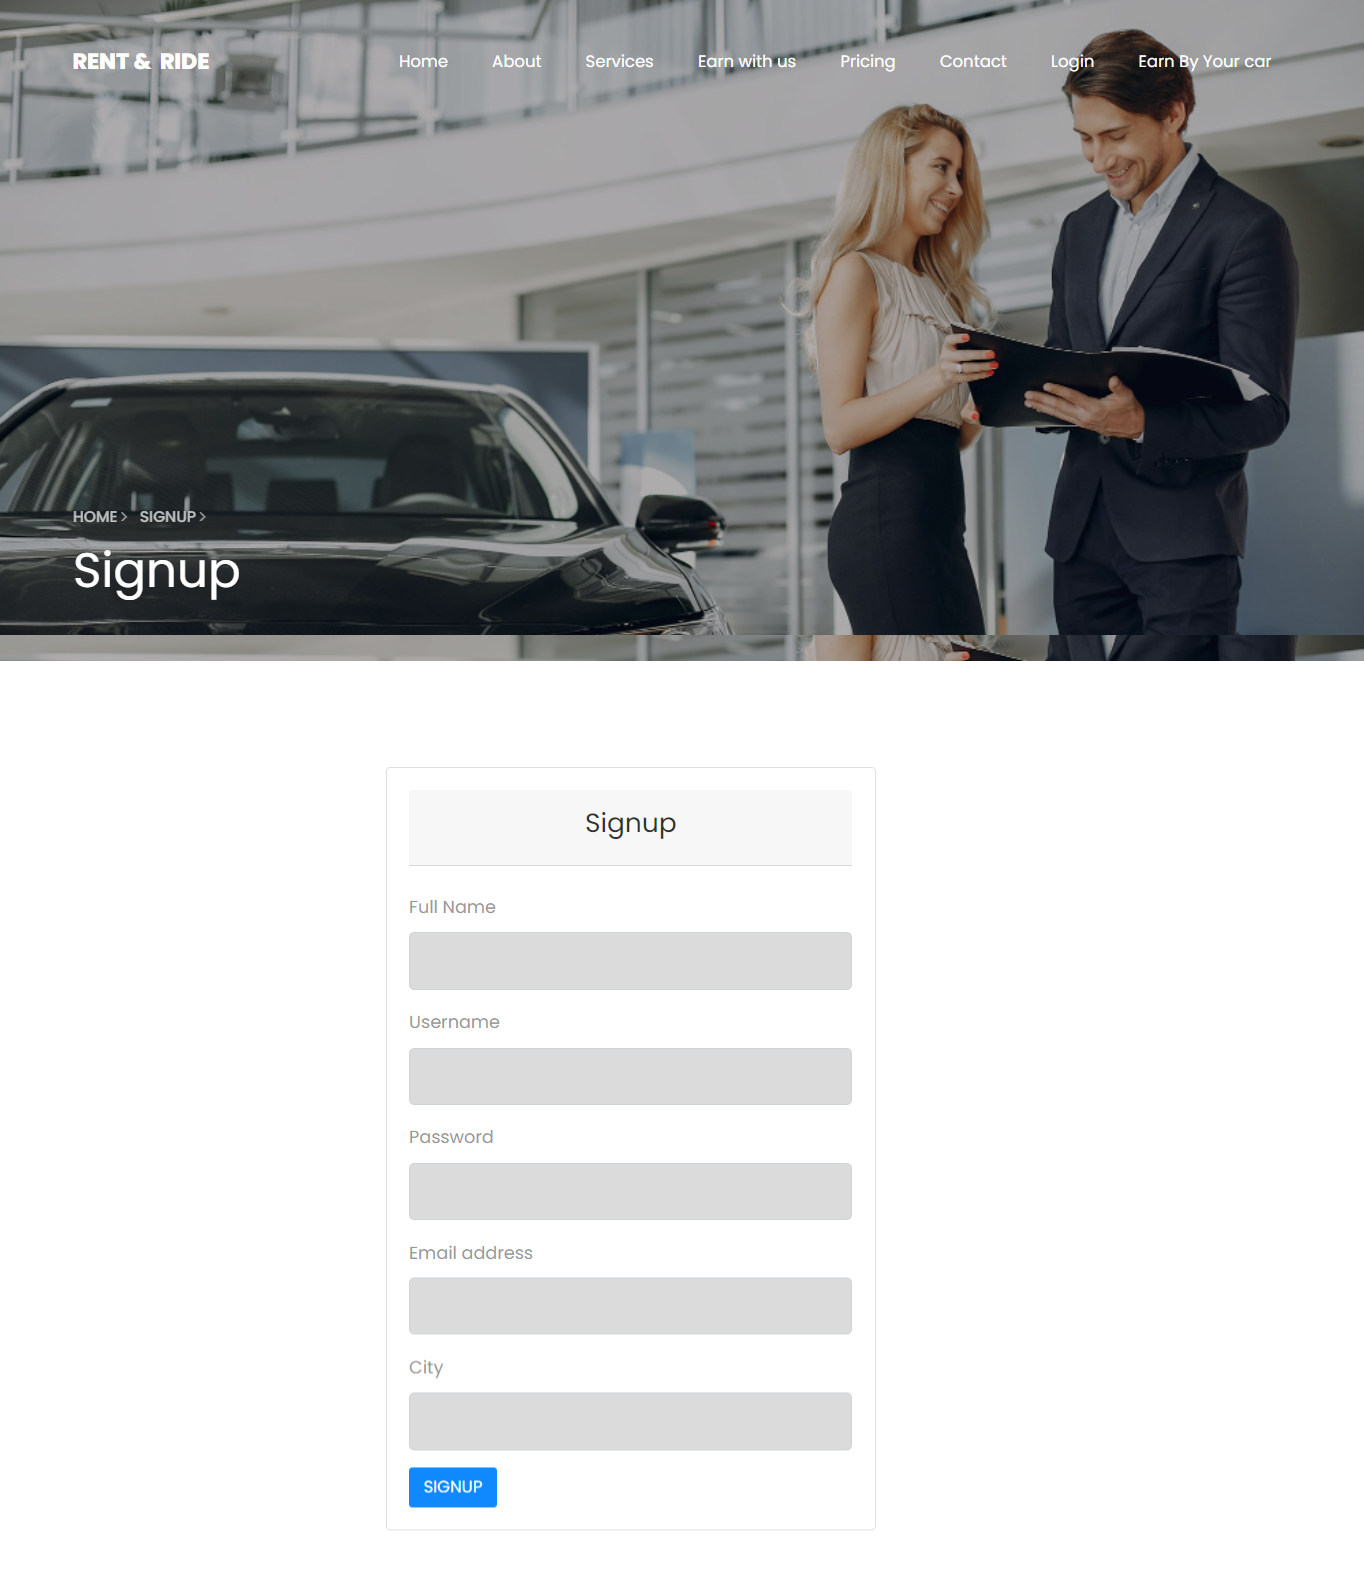 RENT & RIDE Home About Services Earn with us Pricing Contact Login Earn By Your car
HOME > SIGNUP >
Signup
Signup
Full Name
Username
Password
Email address
City
SIGNUP